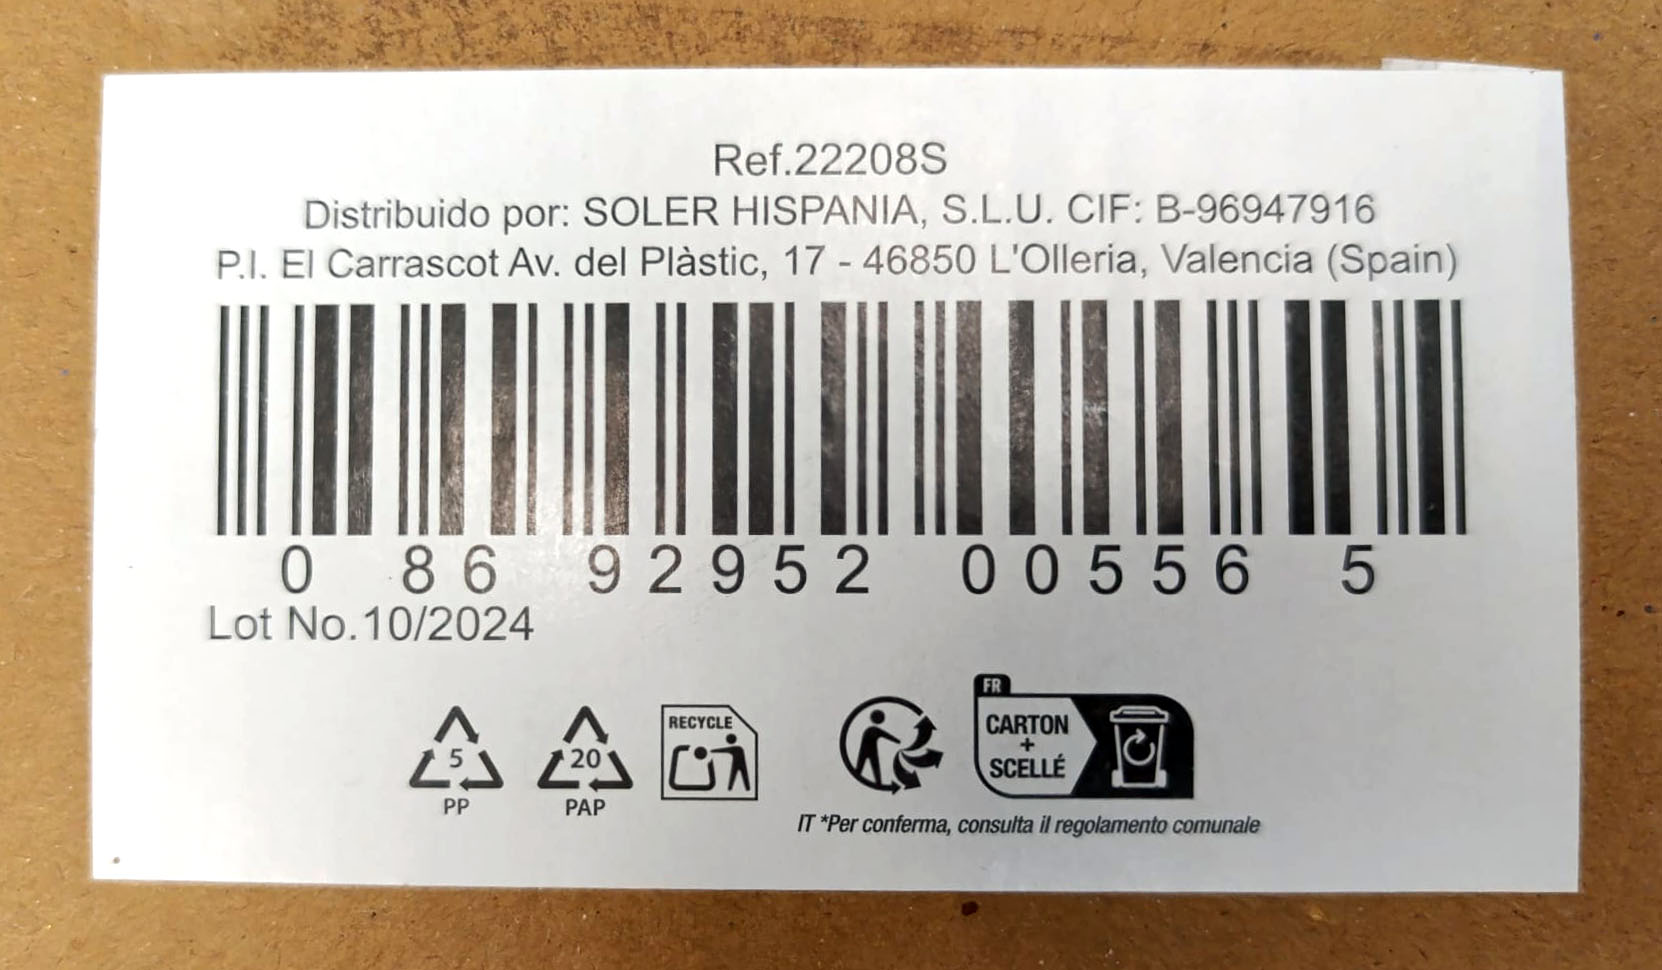 Ref.22208S
Distribuido por: SOLER HISPANIA, S.L.U. CIF: B-96947916
P.I. El Carrascot Av. del Plàstic, 17 - 46850 L'Olleria, Valencia (Spain)
0 86 92952 00556 5
Lot No.10/2024
5
PP
20
PAP
RECYCLE
FR
CARTON
+
SCELLÉ
IT *Per conferma, consulta il regolamento comunale